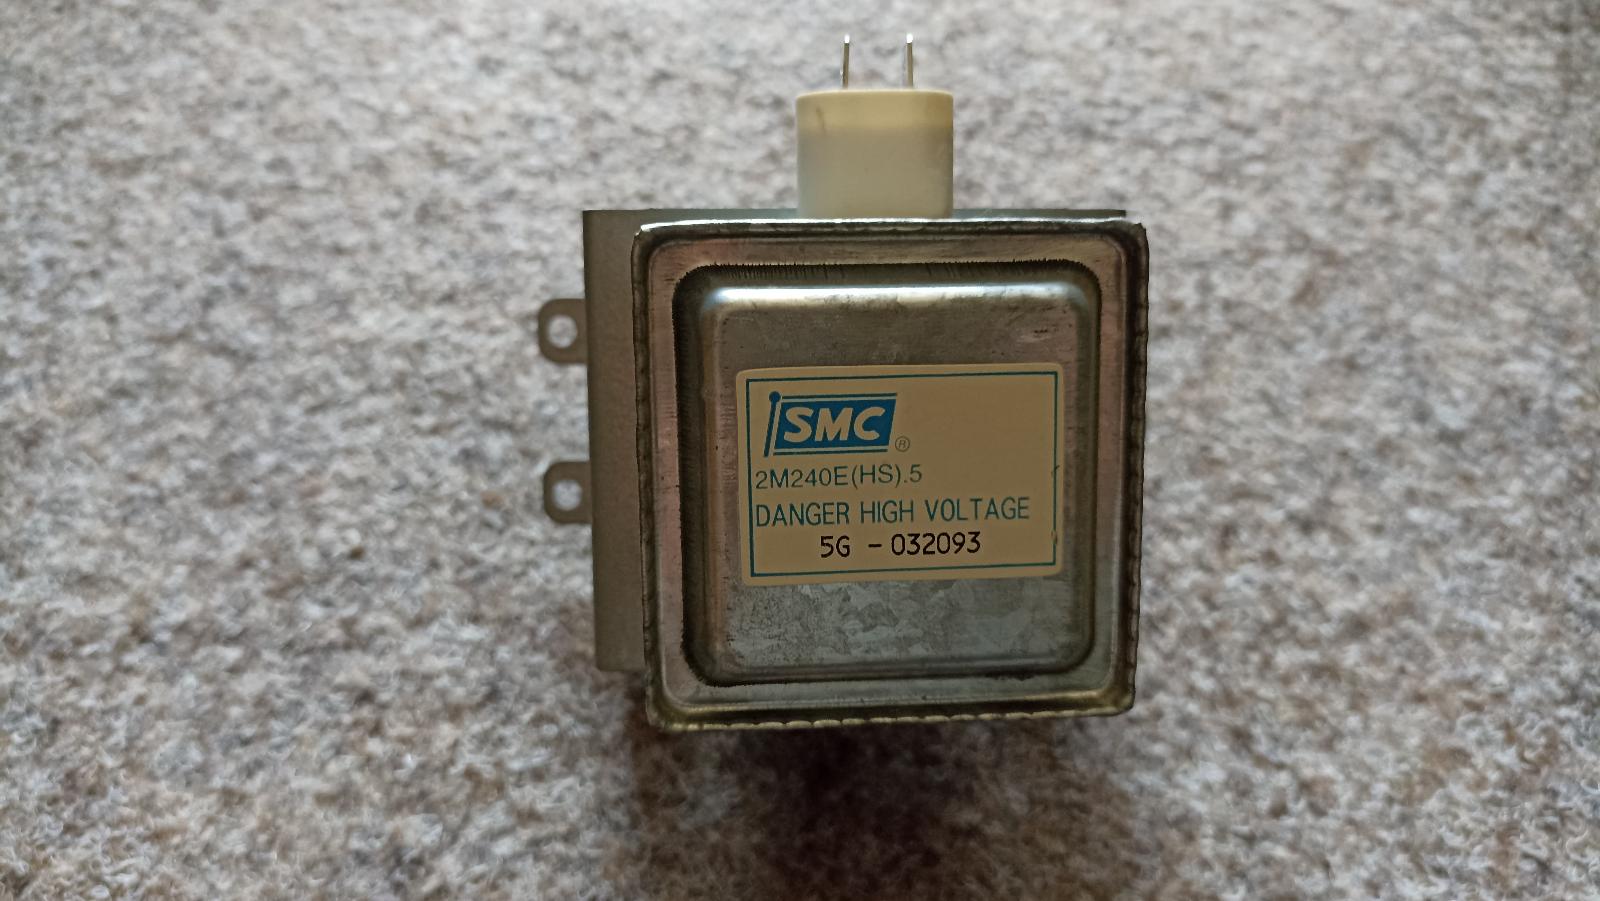 SMC ®
2M240E(HS).5
DANGER HIGH VOLTAGE
5G - 032093